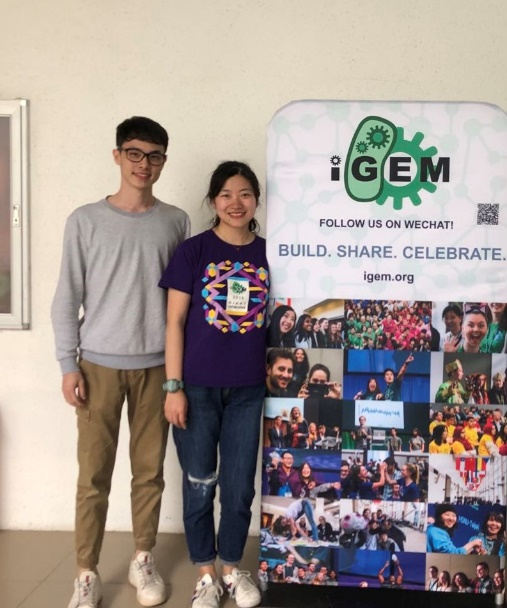 iGEM
FOLLOW US ON WECHAT!
BUILD. SHARE. CELEBRATE.
igem.org